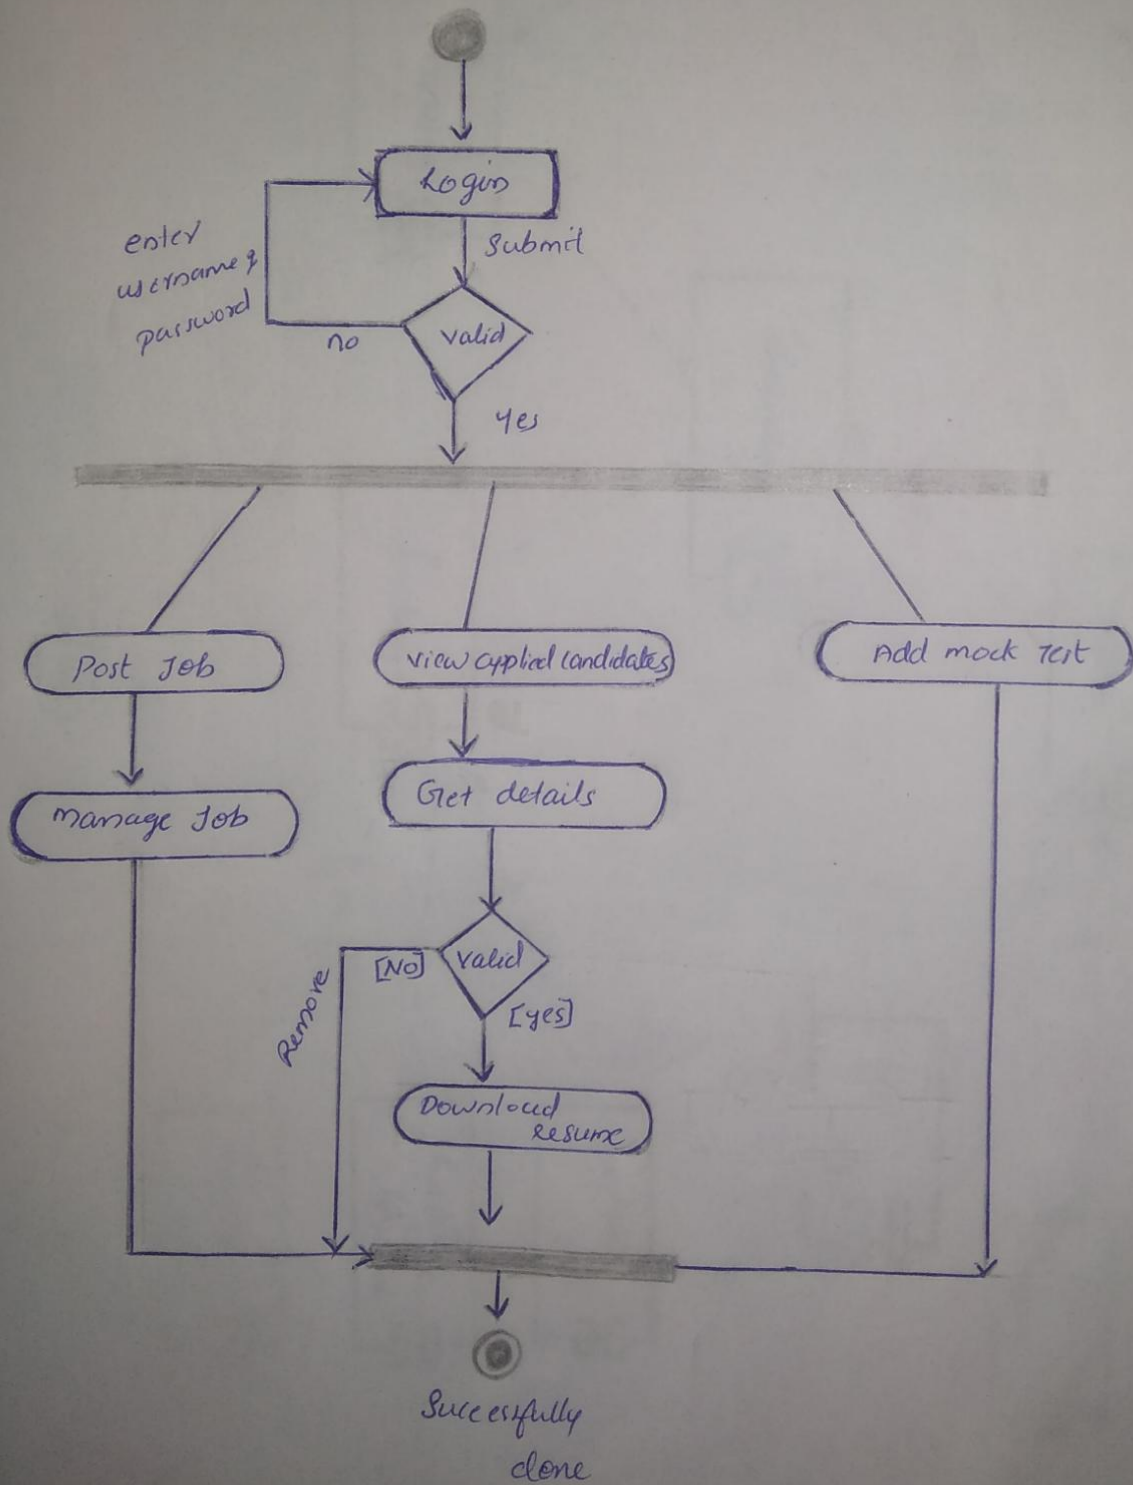 Login
Submit
enter
username &
password
valid
no
Yes
Post Job
View applied candidates
Add mock Test
Get details
Manage Job
valid
[No]
[yes]
Remove
Download
resume
Successfully
done